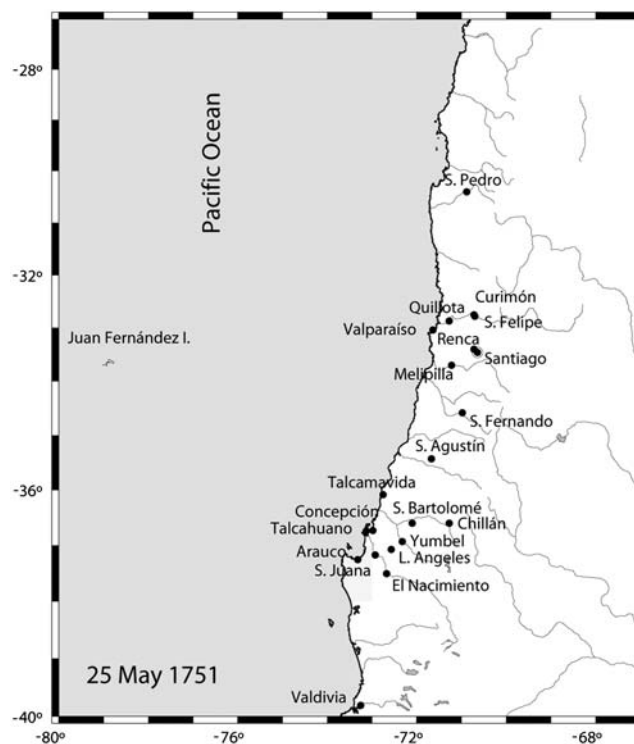 -28°
Pacific Ocean
S. Pedro
-32°
Curimón
Quillota
S. Felipe
Valparaíso
Renca
Juan Fernández I.
Santiago
Melipilla
S. Fernando
S. Agustín
Talcamavida
-36°
Concepción
S. Bartolomé
Talcahuano
Chillán
Yumbel
Arauco
L. Angeles
S. Juana
El Nacimiento
25 May 1751
Valdivia
-40°
-80°
-76°
-72°
-68°